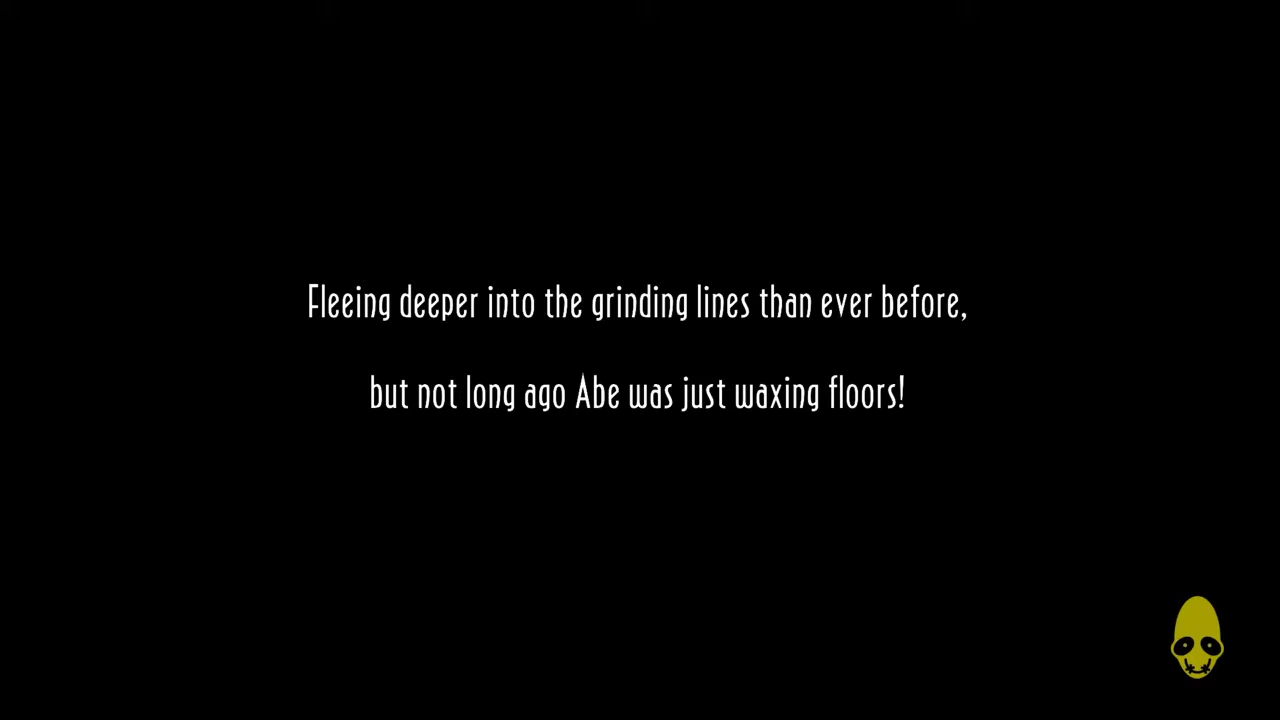 Fleeing deeper into the grinding lines than ever before,
but not long ago Abe was just waxing floors!